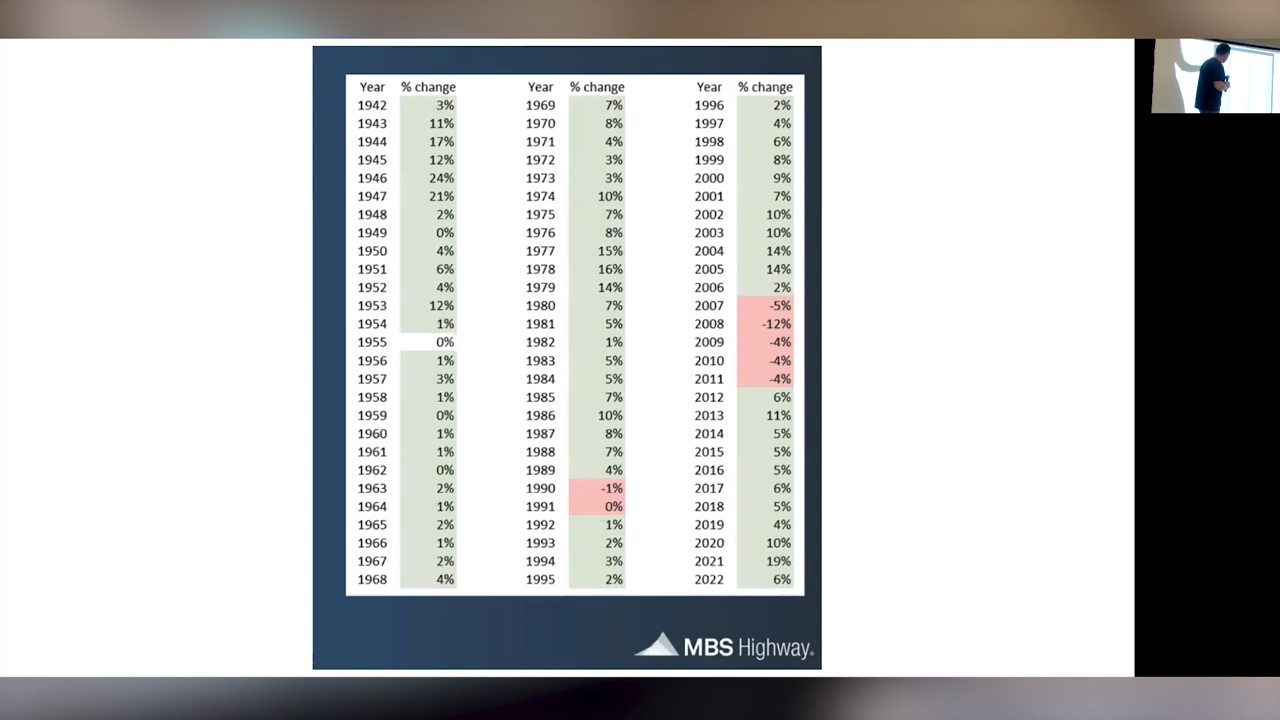 Year % change Year % change Year % change
1942 3% 1969 7% 1996 2%
1943 11% 1970 8% 1997 4%
1944 17% 1971 4% 1998 6%
1945 12% 1972 3% 1999 8%
1946 24% 1973 3% 2000 9%
1947 21% 1974 10% 2001 7%
1948 2% 1975 7% 2002 10%
1949 0% 1976 8% 2003 10%
1950 4% 1977 15% 2004 14%
1951 6% 1978 16% 2005 14%
1952 4% 1979 14% 2006 2%
1953 12% 1980 7% 2007 -5%
1954 1% 1981 5% 2008 -12%
1955 0% 1982 1% 2009 -4%
1956 1% 1983 5% 2010 -4%
1957 3% 1984 5% 2011 -4%
1958 1% 1985 7% 2012 6%
1959 0% 1986 10% 2013 11%
1960 1% 1987 8% 2014 5%
1961 1% 1988 7% 2015 5%
1962 0% 1989 4% 2016 5%
1963 2% 1990 -1% 2017 6%
1964 1% 1991 0% 2018 5%
1965 2% 1992 1% 2019 4%
1966 1% 1993 2% 2020 10%
1967 2% 1994 3% 2021 19%
1968 4% 1995 2% 2022 6%
MBS Highway®